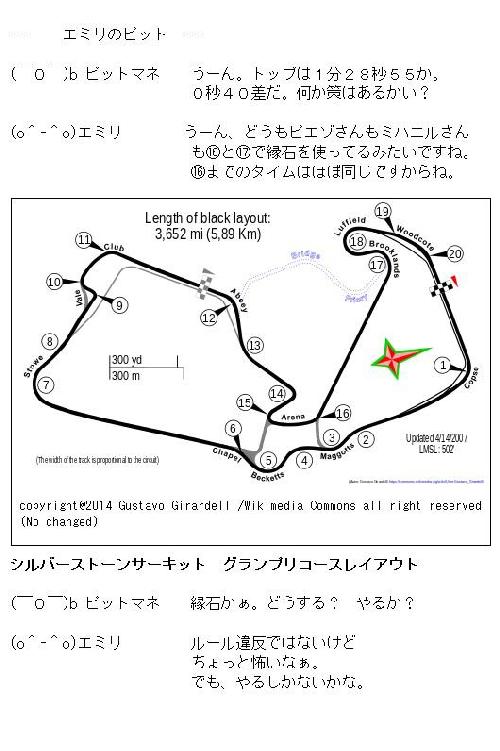 エミリのピット
(￣O￣)b ピットマネ　　うーん。トップは１分２８秒５５か。
０秒４０差だ。何か策はあるかい？
(o＾-＾o)エミリ　　うーん、どうもピエゾさんもミハニルさん
も⑯と⑰で縁石を使ってるみたいですね。
⑯までのタイムはほぼ同じですからね。
Length of black layout:
3,652 mi (5,89 Km)
11 Club
10 Vale
9
8 Stowe
7
12 Abbey
13
14
15 Arena 16
6 Chapel
5 Becketts
4
3 Maggotts
2
1 Copse
Bridge
Priory
Luffield
18 Brooklands
17
19 Woodcote
20
300 yd
300 m
(The width of the track is proportional to the circuit)
Updated 4/14/200 /
LMSL: 502'
copyright@2014 Gustavo Girardell /Wik media Commons all right reserved
(No changed)
シルバーストーンサーキット　グランプリコースレイアウト
(￣O￣)b ピットマネ　　縁石かぁ。どうする？　やるか？
(o＾-＾o)エミリ　　ルール違反ではないけど
ちょっと怖いなぁ。
でも、やるしかないかな。